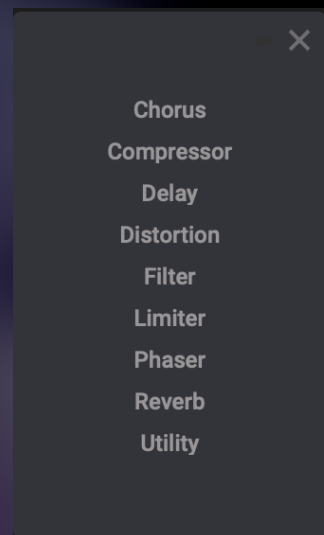 Chorus
Compressor
Delay
Distortion
Filter
Limiter
Phaser
Reverb
Utility